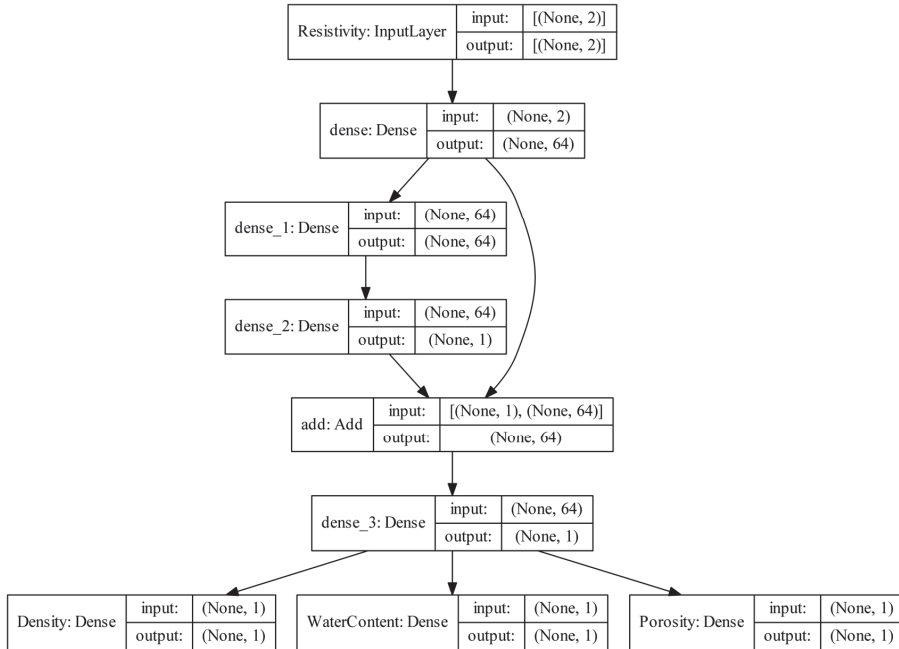 Resistivity: InputLayer
input: [(None, 2)]
output: [(None, 2)]
dense: Dense
input: (None, 2)
output: (None, 64)
dense_1: Dense
input: (None, 64)
output: (None, 64)
dense_2: Dense
input: (None, 64)
output: (None, 1)
add: Add
input: [(None, 1), (None, 64)]
output: (None, 64)
dense_3: Dense
input: (None, 64)
output: (None, 1)
Density: Dense
input: (None, 1)
output: (None, 1)
WaterContent: Dense
input: (None, 1)
output: (None, 1)
Porosity: Dense
input: (None, 1)
output: (None, 1)